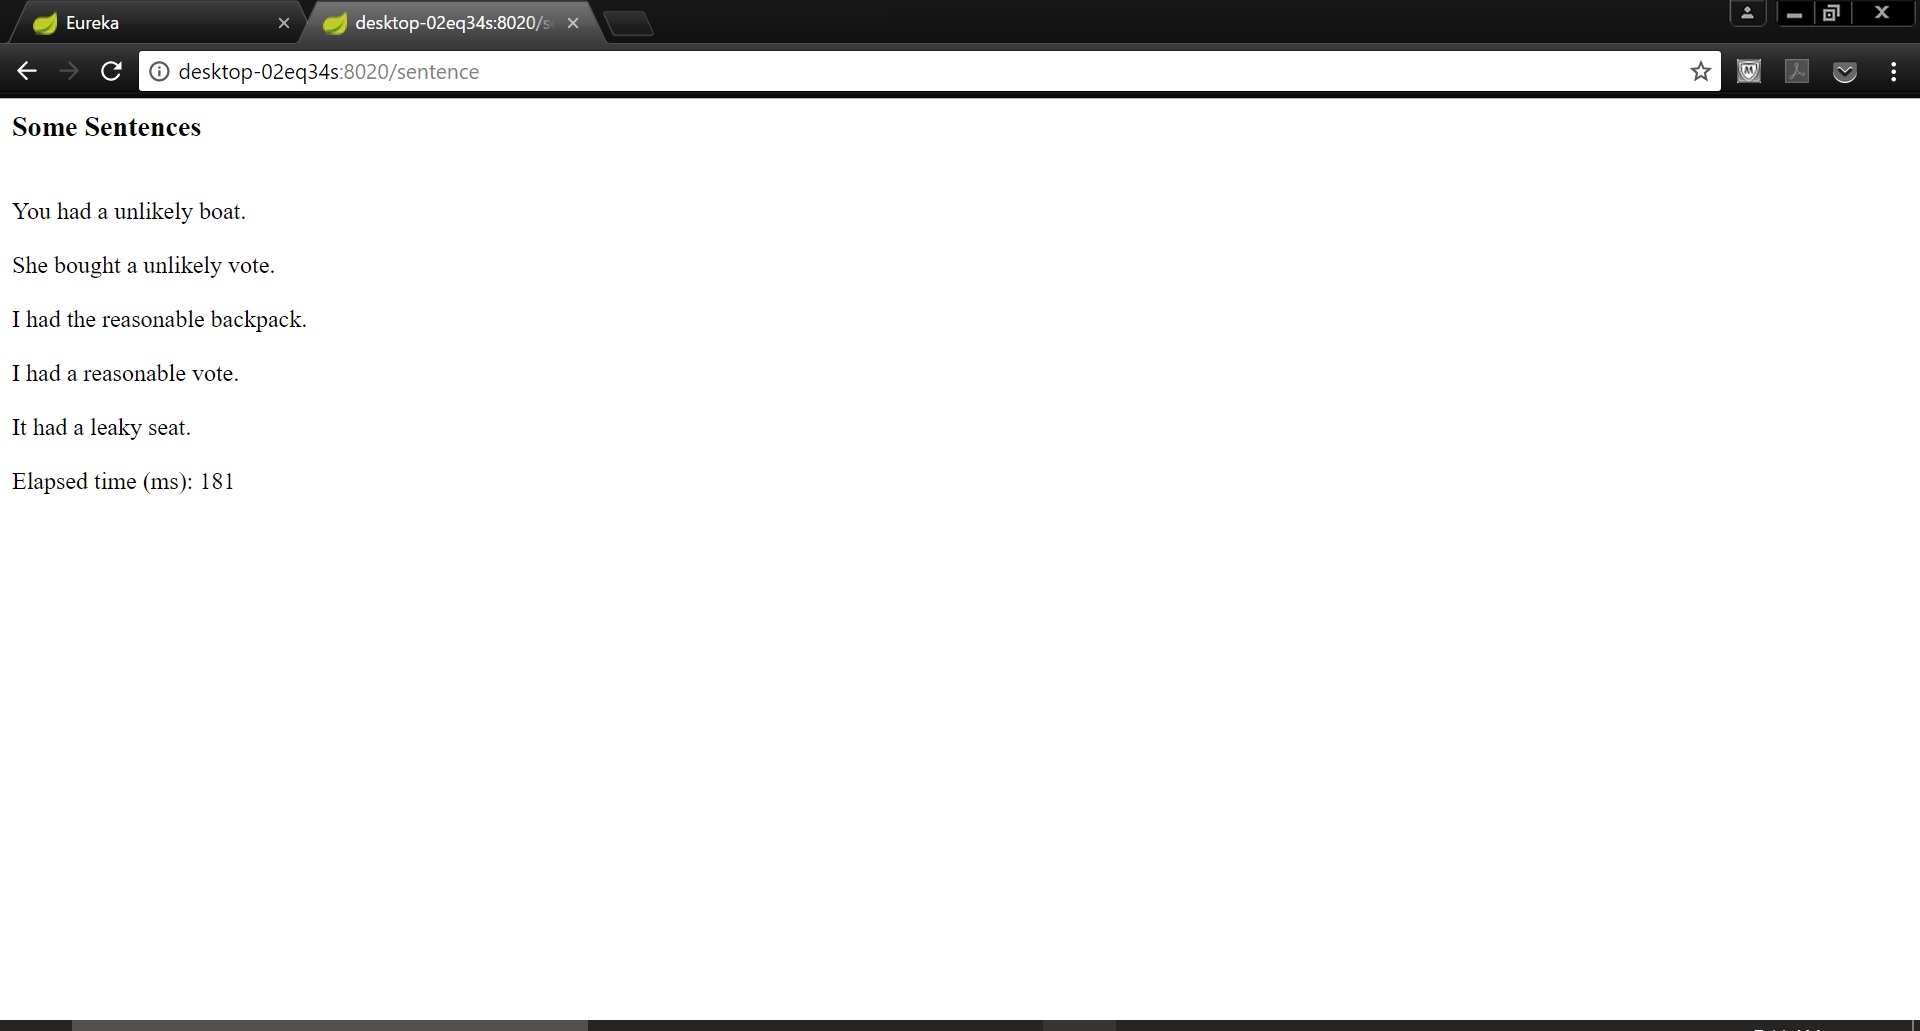 Eureka
desktop-02eq34s:8020/s
desktop-02eq34s:8020/sentence
Some Sentences
You had a unlikely boat.
She bought a unlikely vote.
I had the reasonable backpack.
I had a reasonable vote.
It had a leaky seat.
Elapsed time (ms): 181